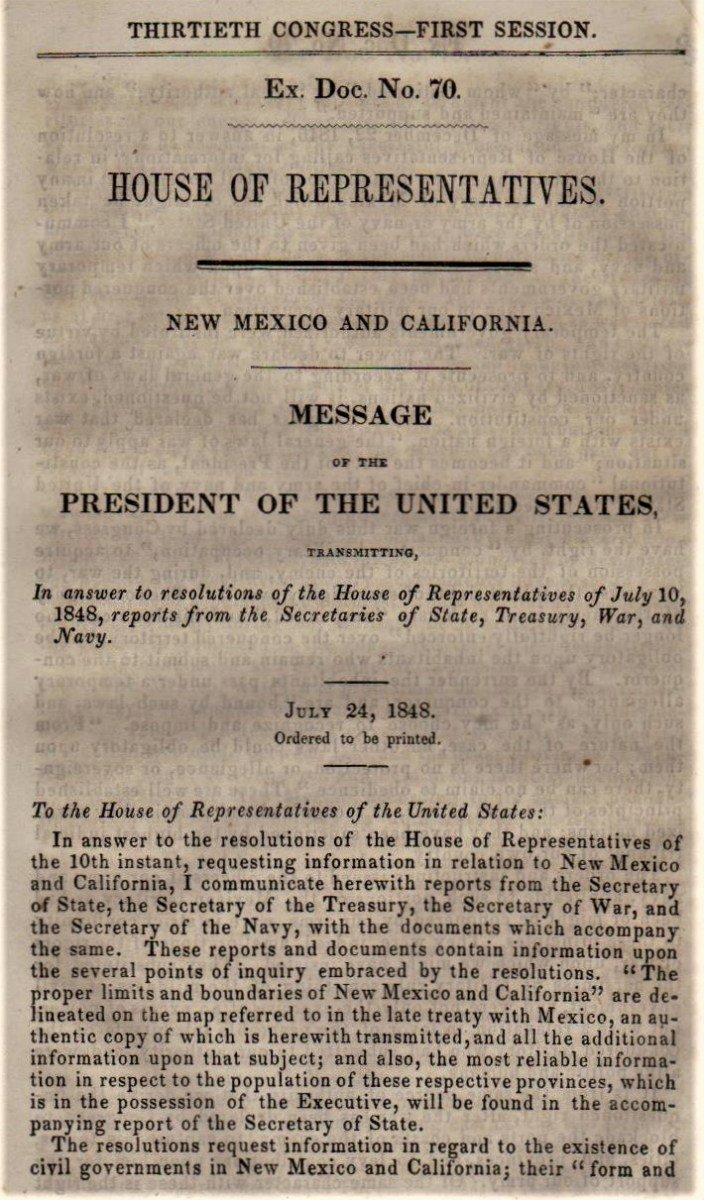 THIRTIETH CONGRESS—FIRST SESSION.
Ex. Doc. No. 70.
HOUSE OF REPRESENTATIVES.
NEW MEXICO AND CALIFORNIA.
MESSAGE
OF THE
PRESIDENT OF THE UNITED STATES,
TRANSMITTING,
In answer to resolutions of the House of Representatives of July 10,
1848, reports from the Secretaries of State, Treasury, War, and
Navy.
July 24, 1848.
Ordered to be printed.
To the House of Representatives of the United States:
In answer to the resolutions of the House of Representatives of
the 10th instant, requesting information in relation to New Mexico
and California, I communicate herewith reports from the Secretary
of State, the Secretary of the Treasury, the Secretary of War, and
the Secretary of the Navy, with the documents which accompany
the same. These reports and documents contain information upon
the several points of inquiry embraced by the resolutions. “The
proper limits and boundaries of New Mexico and California” are de-
lineated on the map referred to in the late treaty with Mexico, an au-
thentic copy of which is herewith transmitted, and all the additional
information upon that subject; and also, the most reliable informa-
tion in respect to the population of these respective provinces, which
is in the possession of the Executive, will be found in the accom-
panying report of the Secretary of State.
The resolutions request information in regard to the existence of
civil governments in New Mexico and California; their “form and